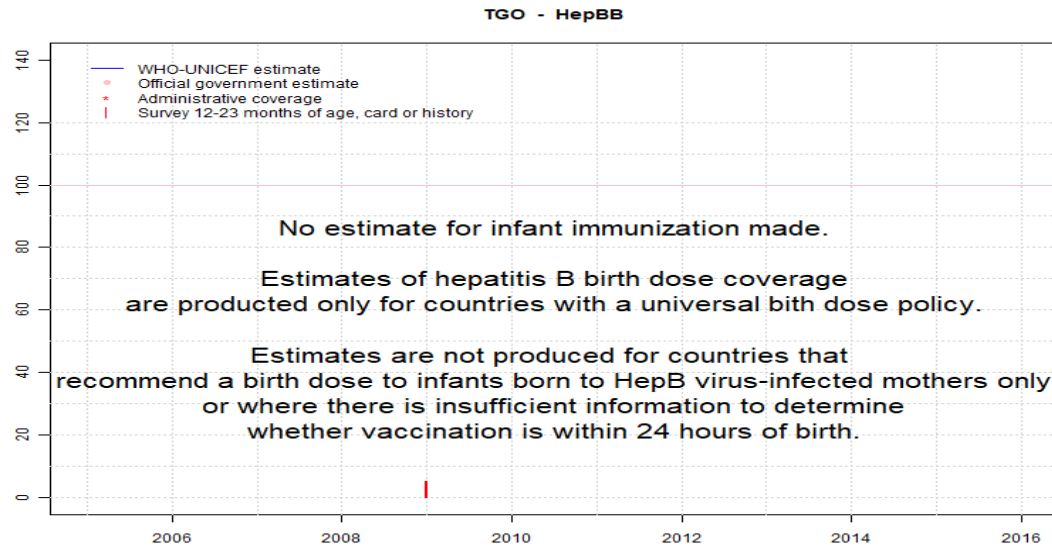 TGO - HepBB
WHO-UNICEF estimate
Official government estimate
Administrative coverage
Survey 12-23 months of age, card or history
140
120
100
80
60
40
20
0
No estimate for infant immunization made.
Estimates of hepatitis B birth dose coverage
are producted only for countries with a universal bith dose policy.
Estimates are not produced for countries that
recommend a birth dose to infants born to HepB virus-infected mothers only
or where there is insufficient information to determine
whether vaccination is within 24 hours of birth.
2006 2008 2010 2012 2014 2016